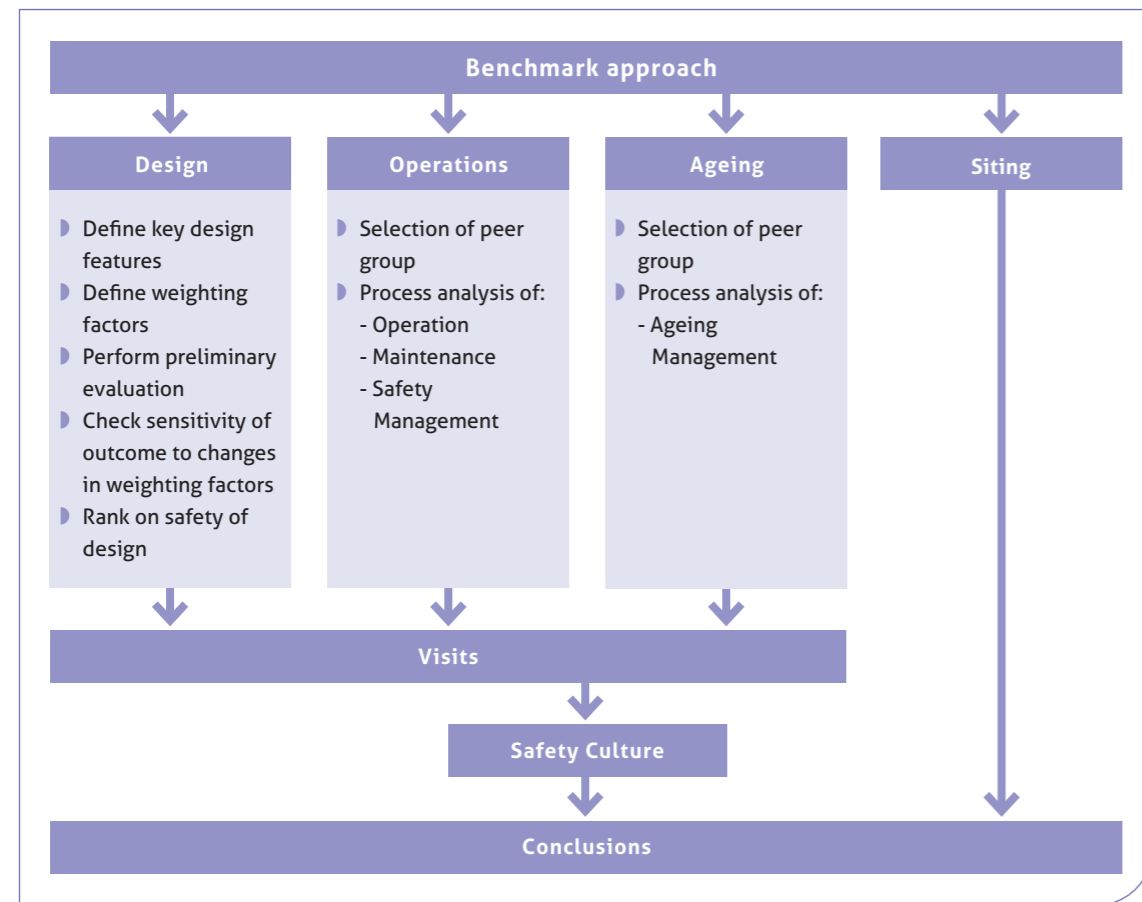 Benchmark approach
Design
Define key design
features
Define weighting
factors
Perform preliminary
evaluation
Check sensitivity of
outcome to changes
in weighting factors
Rank on safety of
design
Operations
Selection of peer
group
Process analysis of:
- Operation
- Maintenance
- Safety
Management
Ageing
Selection of peer
group
Process analysis of:
- Ageing
Management
Siting
Visits
Safety Culture
Conclusions